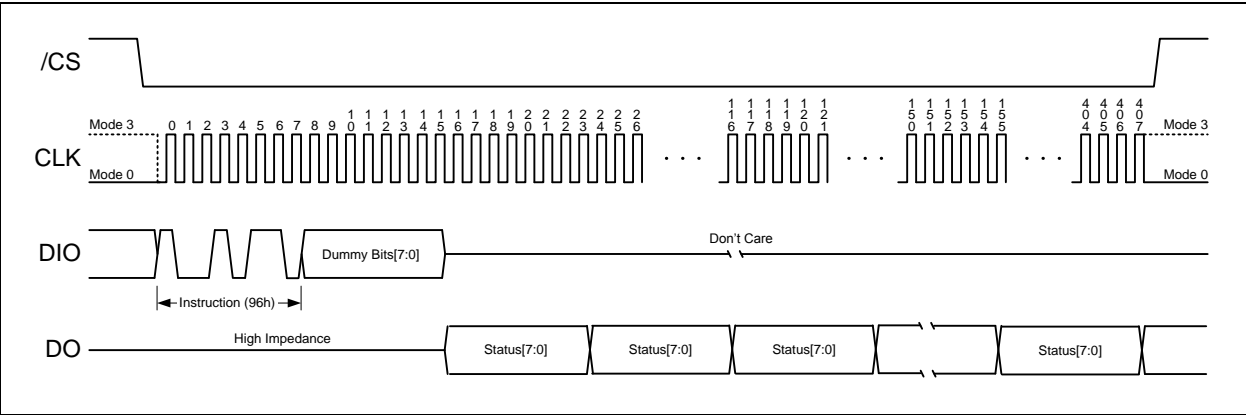 /CS
Mode 3
0 1 2 3 4 5 6 7 8 9 10 11 12 13 14 15 16 17 18 19 20 21 22 23 24 25 26 116 117 118 119 120 121 150 151 152 153 154 155 404 405 406 407
Mode 3
CLK
. . . . . . . . .
Mode 0
Mode 0
DIO
Dummy Bits[7:0]
Don't Care
Instruction (96h)
DO
High Impedance
Status[7:0] Status[7:0] Status[7:0] Status[7:0]